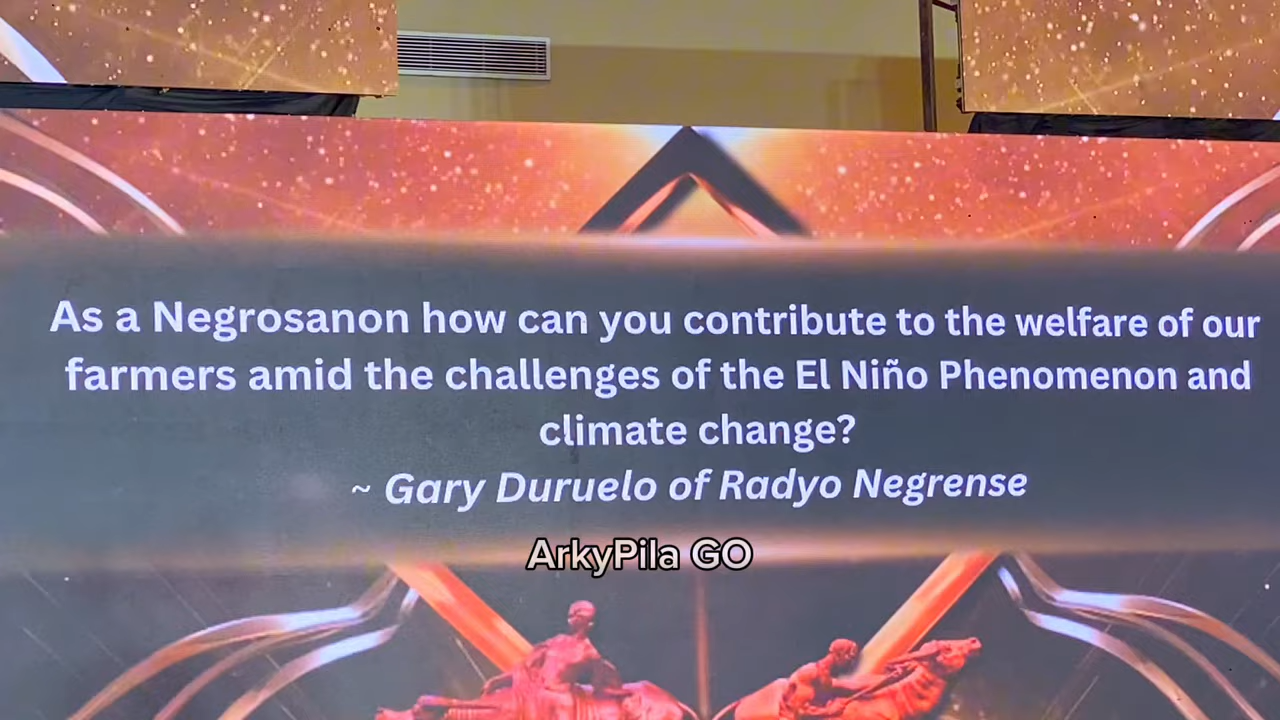 As a Negrosanon how can you contribute to the welfare of our
farmers amid the challenges of the El Niño Phenomenon and
climate change?
~ Gary Duruelo of Radyo Negrense
ArkyPila GO